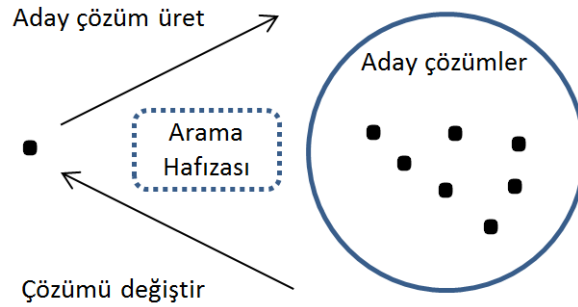 Aday çözüm üret
Aday çözümler
Arama
Hafızası
Çözümü değiştir